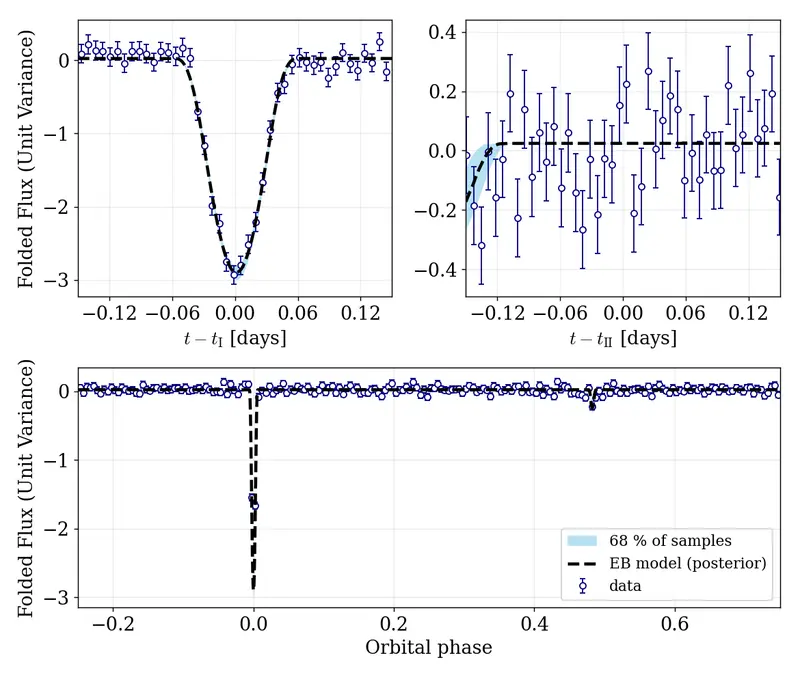 Folded Flux (Unit Variance)
0
−1
−2
−3
−0.12 −0.06 0.00 0.06 0.12
t − tI [days]
0.4
0.2
0.0
−0.2
−0.4
−0.12 −0.06 0.00 0.06 0.12
t − tII [days]
Folded Flux (Unit Variance)
0
−1
−2
−3
68 % of samples
EB model (posterior)
data
−0.2 0.0 0.2 0.4 0.6
Orbital phase